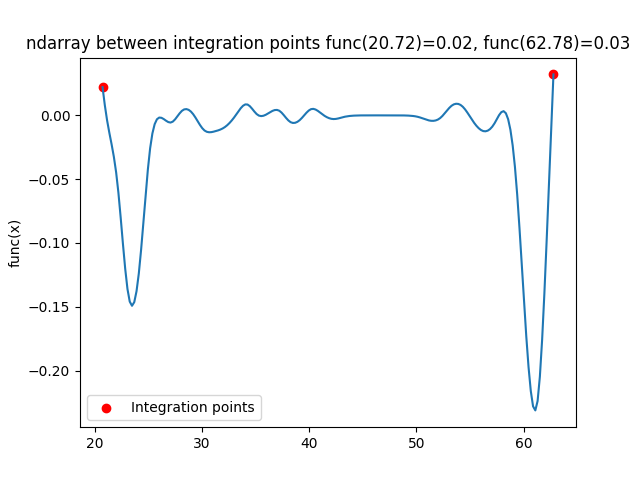 ndarray between integration points func(20.72)=0.02, func(62.78)=0.03
0.00
−0.05
−0.10
−0.15
−0.20
func(x)
Integration points
20 30 40 50 60